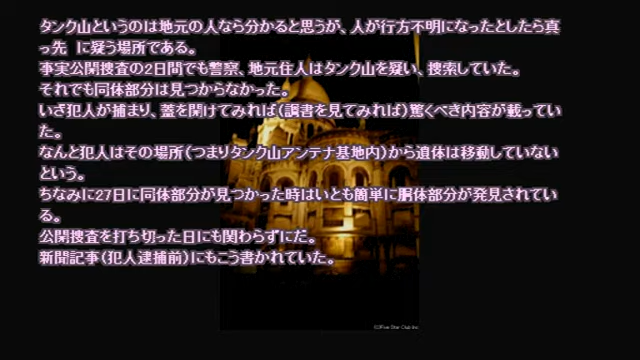 タンク山というのは地元の人なら分かると思うが、人が行方不明になったとしたら真
っ先 に疑う場所である。
事実公開捜査の2日間でも警察、地元住人はタンク山を疑い、捜索していた。
それでも同体部分は見つからなかった。
いざ犯人が捕まり、蓋を開けてみれば（調書を見てみれば）驚くべき内容が載ってい
た。
なんと犯人はその場所（つまりタンク山アンテナ基地内）から遺体は移動していない
という。
ちなみに27日に同体部分が見つかった時はいとも簡単に胴体部分が発見されてい
る。
公開捜査を打ち切った日にも関わらずにだ。
新聞記事（犯人逮捕前）にもこう書かれていた。
(C)Five Star Club Inc